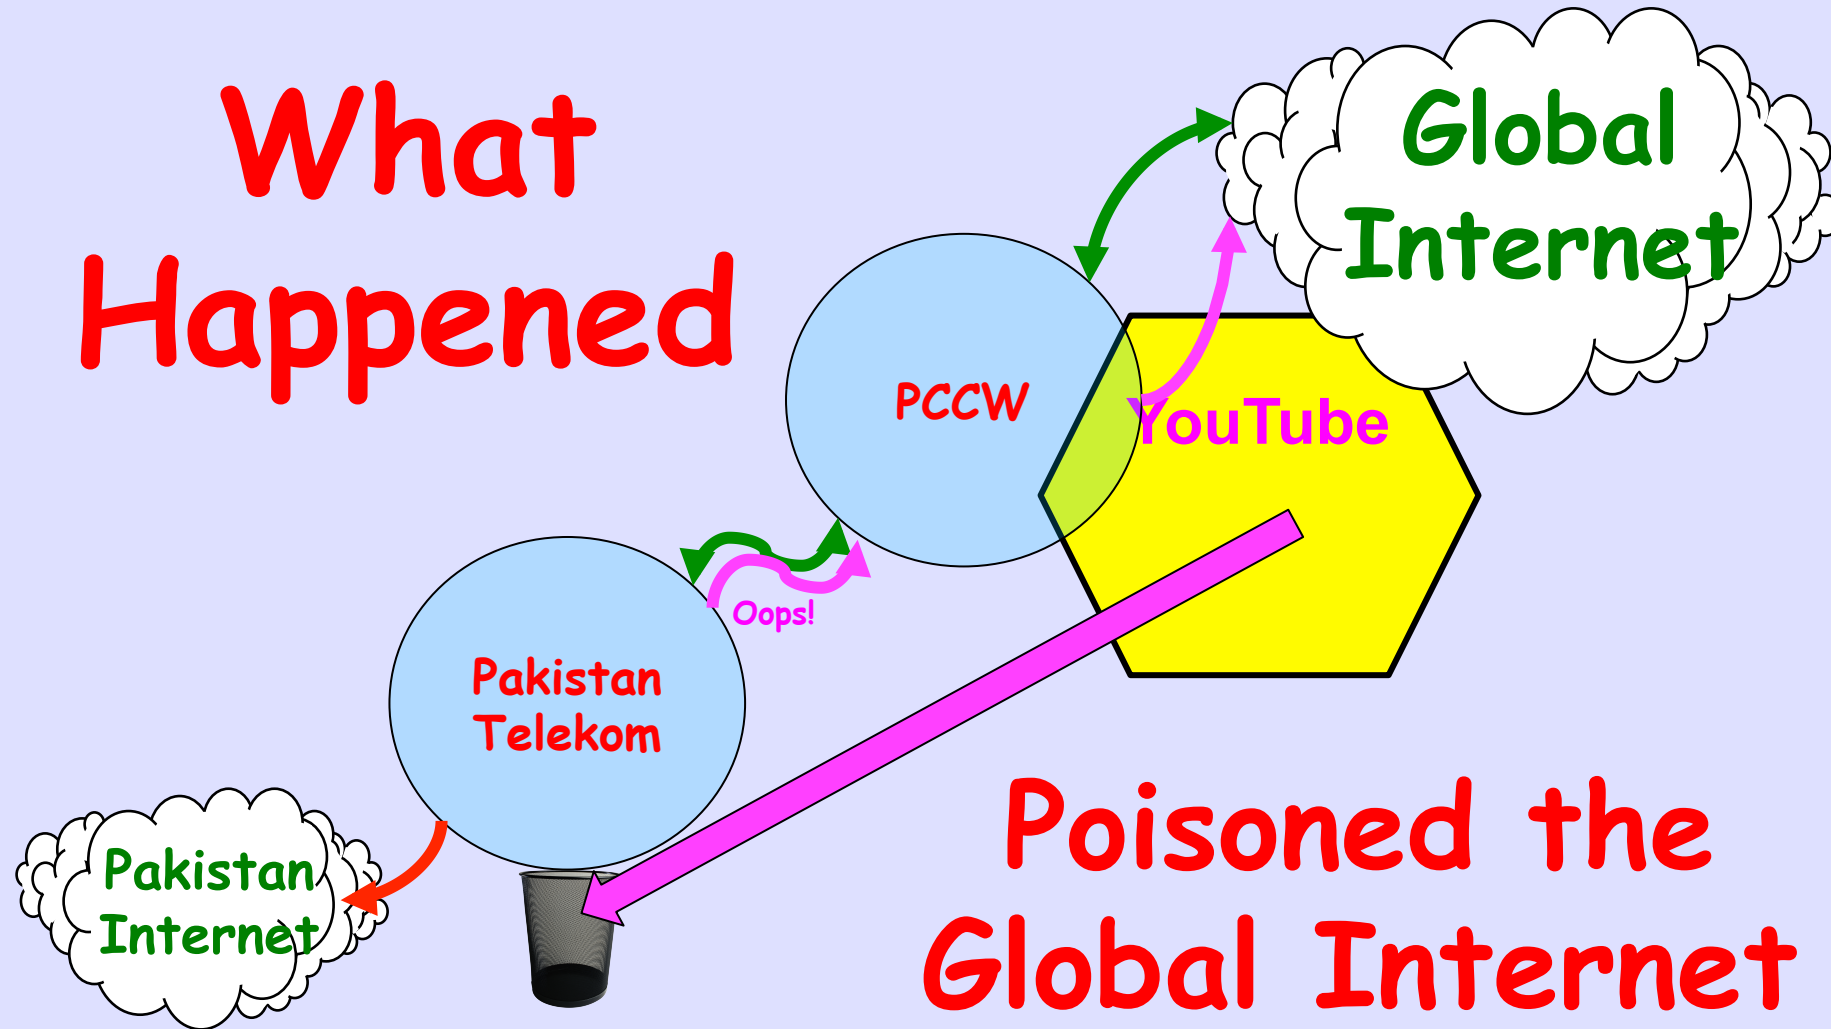 What
Happened
Global
Internet
PCCW
YouTube
Oops!
Pakistan
Telekom
Pakistan
Internet
Poisoned the
Global Internet